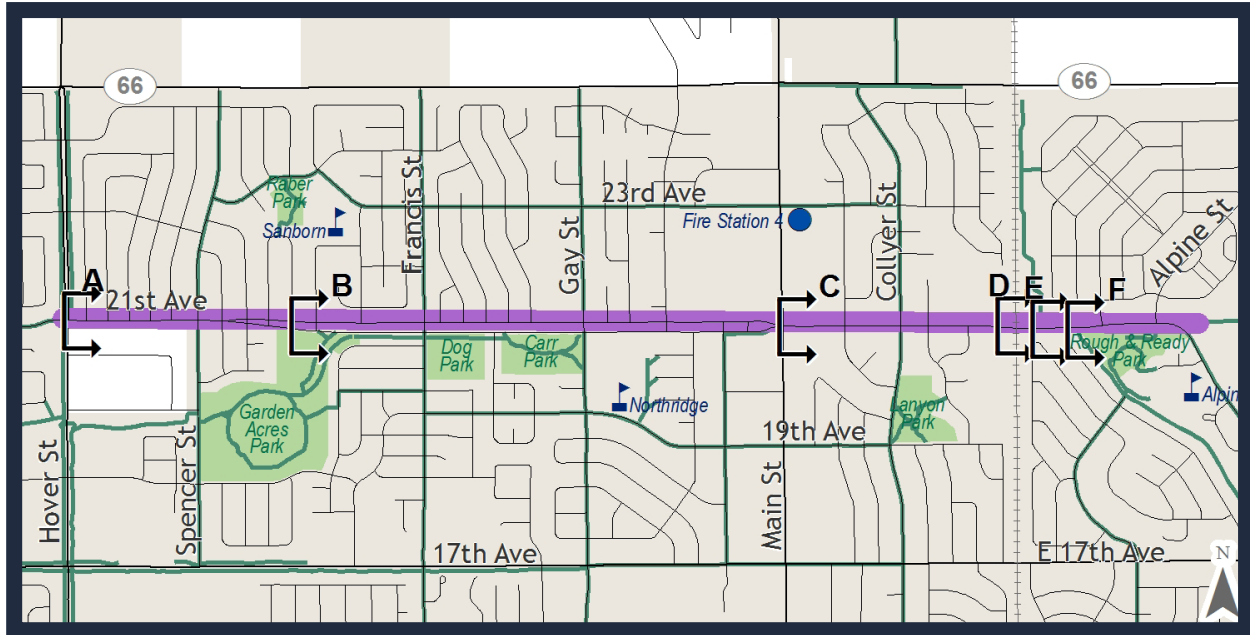 66
66
Raber
Park
Sanborn
Francis St
23rd Ave
Fire Station 4
Gay St
Collyer St
Alpine St
A
21st Ave
B
C
D
E
F
Dog
Park
Carr
Park
Rough & Ready
Park
Garden
Acres
Park
Northridge
Lanyon
Park
Alpin
19th Ave
Hover St
Spencer St
Main St
17th Ave
E 17th Ave
N